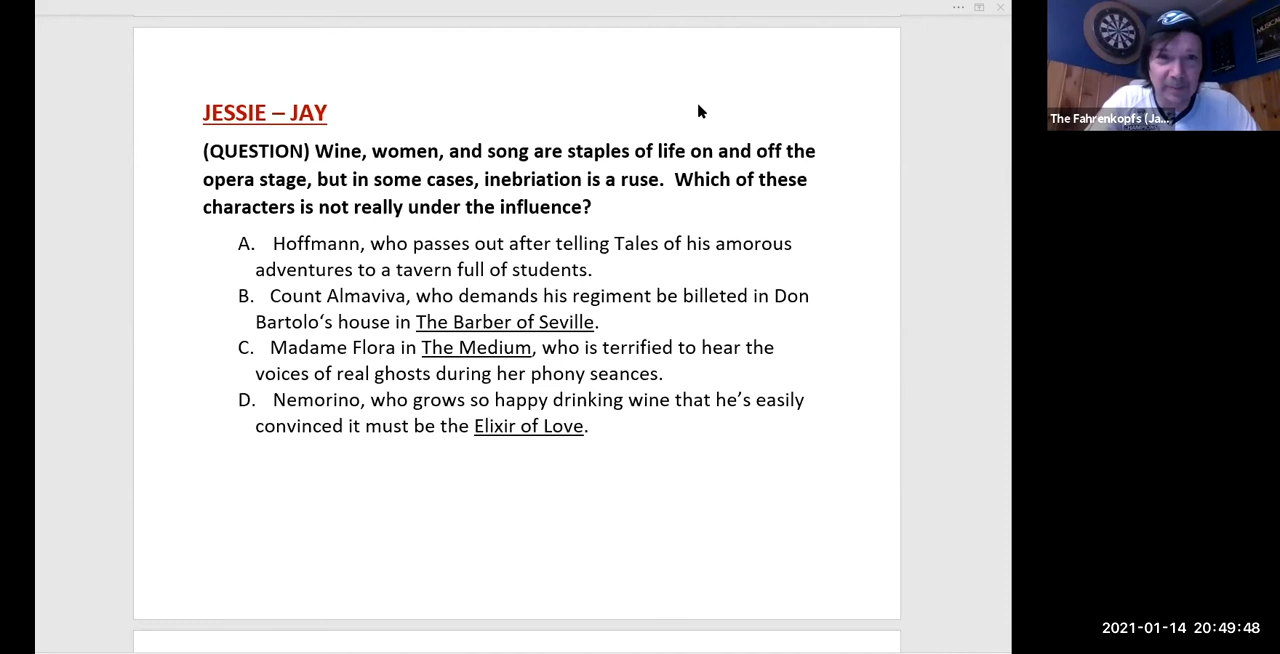 JESSIE – JAY
(QUESTION) Wine, women, and song are staples of life on and off the
opera stage, but in some cases, inebriation is a ruse.  Which of these
characters is not really under the influence?
A.   Hoffmann, who passes out after telling Tales of his amorous
adventures to a tavern full of students.
B.   Count Almaviva, who demands his regiment be billeted in Don
Bartolo‘s house in The Barber of Seville.
C.   Madame Flora in The Medium, who is terrified to hear the
voices of real ghosts during her phony seances.
D.   Nemorino, who grows so happy drinking wine that he’s easily
convinced it must be the Elixir of Love.
The Fahrenkopfs (Ja...
2021-01-14 20:49:48